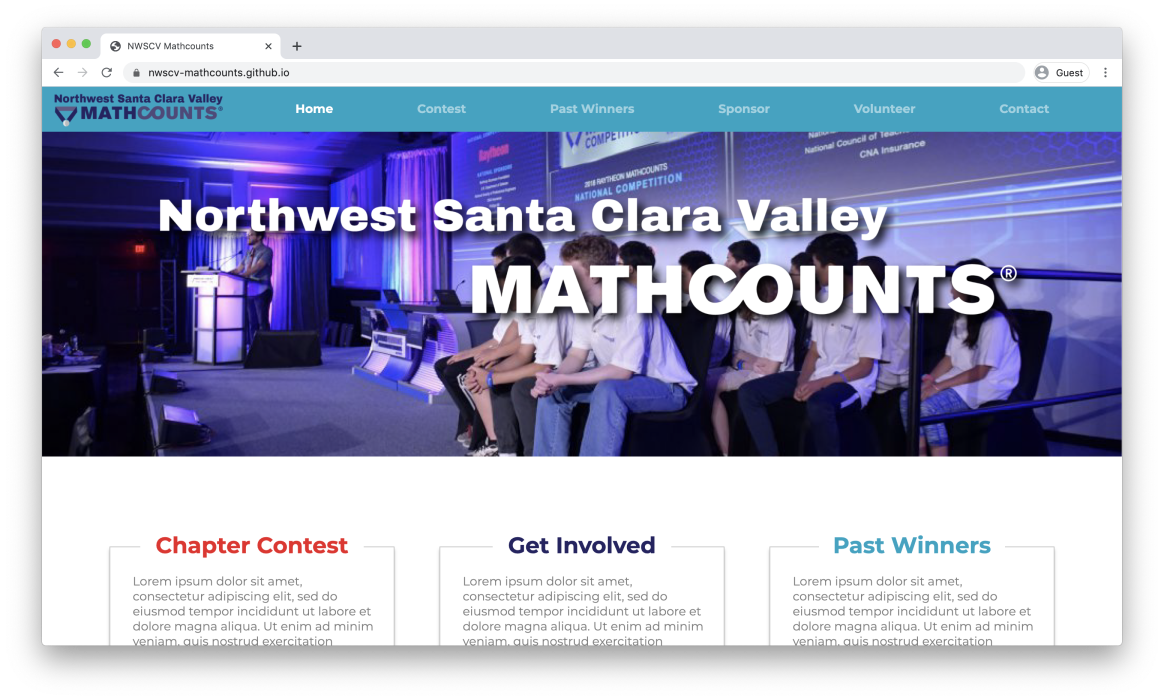 NWSCV Mathcounts
nwscv-mathcounts.github.io
Guest
Northwest Santa Clara Valley
MATHCOUNTS®
Home
Contest
Past Winners
Sponsor
Volunteer
Contact
Raytheon
NATIONAL SPONSORS
2018 RAYTHEON MATHCOUNTS
NATIONAL COMPETITION
National Council of Teach
CNA Insurance
Northwest Santa Clara Valley
MATHCOUNTS®
Chapter Contest
Lorem ipsum dolor sit amet,
consectetur adipiscing elit, sed do
eiusmod tempor incididunt ut labore et
dolore magna aliqua. Ut enim ad minim
veniam, quis nostrud exercitation
Get Involved
Lorem ipsum dolor sit amet,
consectetur adipiscing elit, sed do
eiusmod tempor incididunt ut labore et
dolore magna aliqua. Ut enim ad minim
veniam, quis nostrud exercitation
Past Winners
Lorem ipsum dolor sit amet,
consectetur adipiscing elit, sed do
eiusmod tempor incididunt ut labore et
dolore magna aliqua. Ut enim ad minim
veniam, quis nostrud exercitation